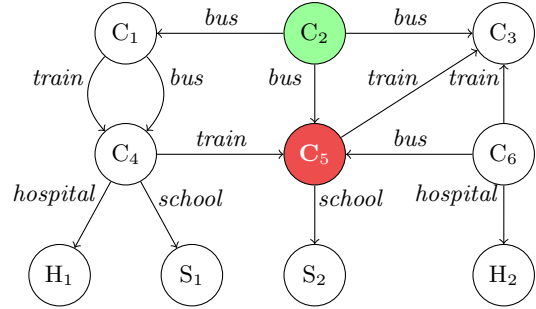 bus bus
C₁ C₂ C₃
train bus bus train train
C₄ train C₅ bus C₆
hospital school school hospital
H₁ S₁ S₂ H₂